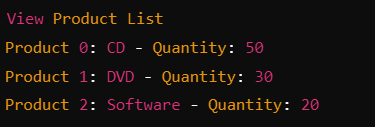 View Product List
Product 0: CD - Quantity: 50
Product 1: DVD - Quantity: 30
Product 2: Software - Quantity: 20